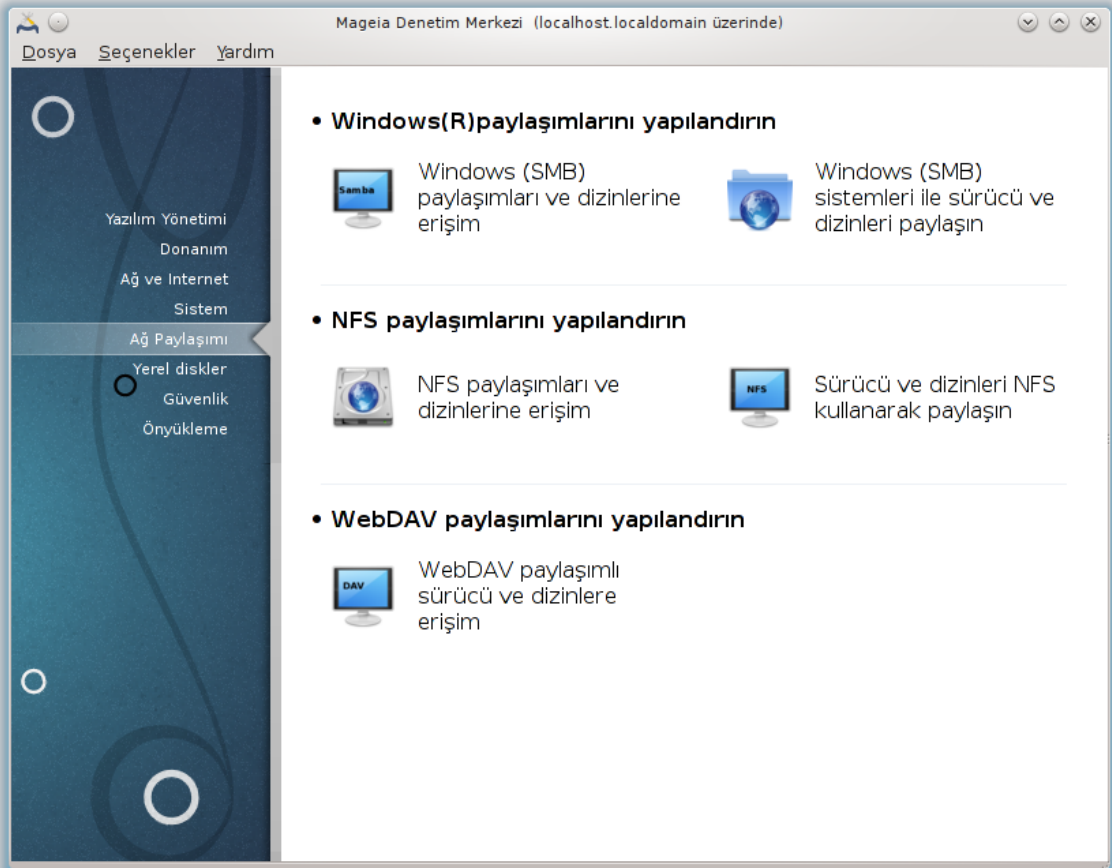 Mageia Denetim Merkezi (localhost.localdomain üzerinde)
Dosya Seçenekler Yardım
Yazılım Yönetimi
Donanım
Ağ ve Internet
Sistem
Ağ Paylaşımı
Yerel diskler
Güvenlik
Önyükleme
• Windows(R)paylaşımlarını yapılandırın
Samba
Windows (SMB)
paylaşımları ve dizinlerine
erişim
Windows (SMB)
sistemleri ile sürücü ve
dizinleri paylaşın
• NFS paylaşımlarını yapılandırın
NFS paylaşımları ve
dizinlerine erişim
NFS
Sürücü ve dizinleri NFS
kullanarak paylaşın
• WebDAV paylaşımlarını yapılandırın
DAV
WebDAV paylaşımlı
sürücü ve dizinlere
erişim